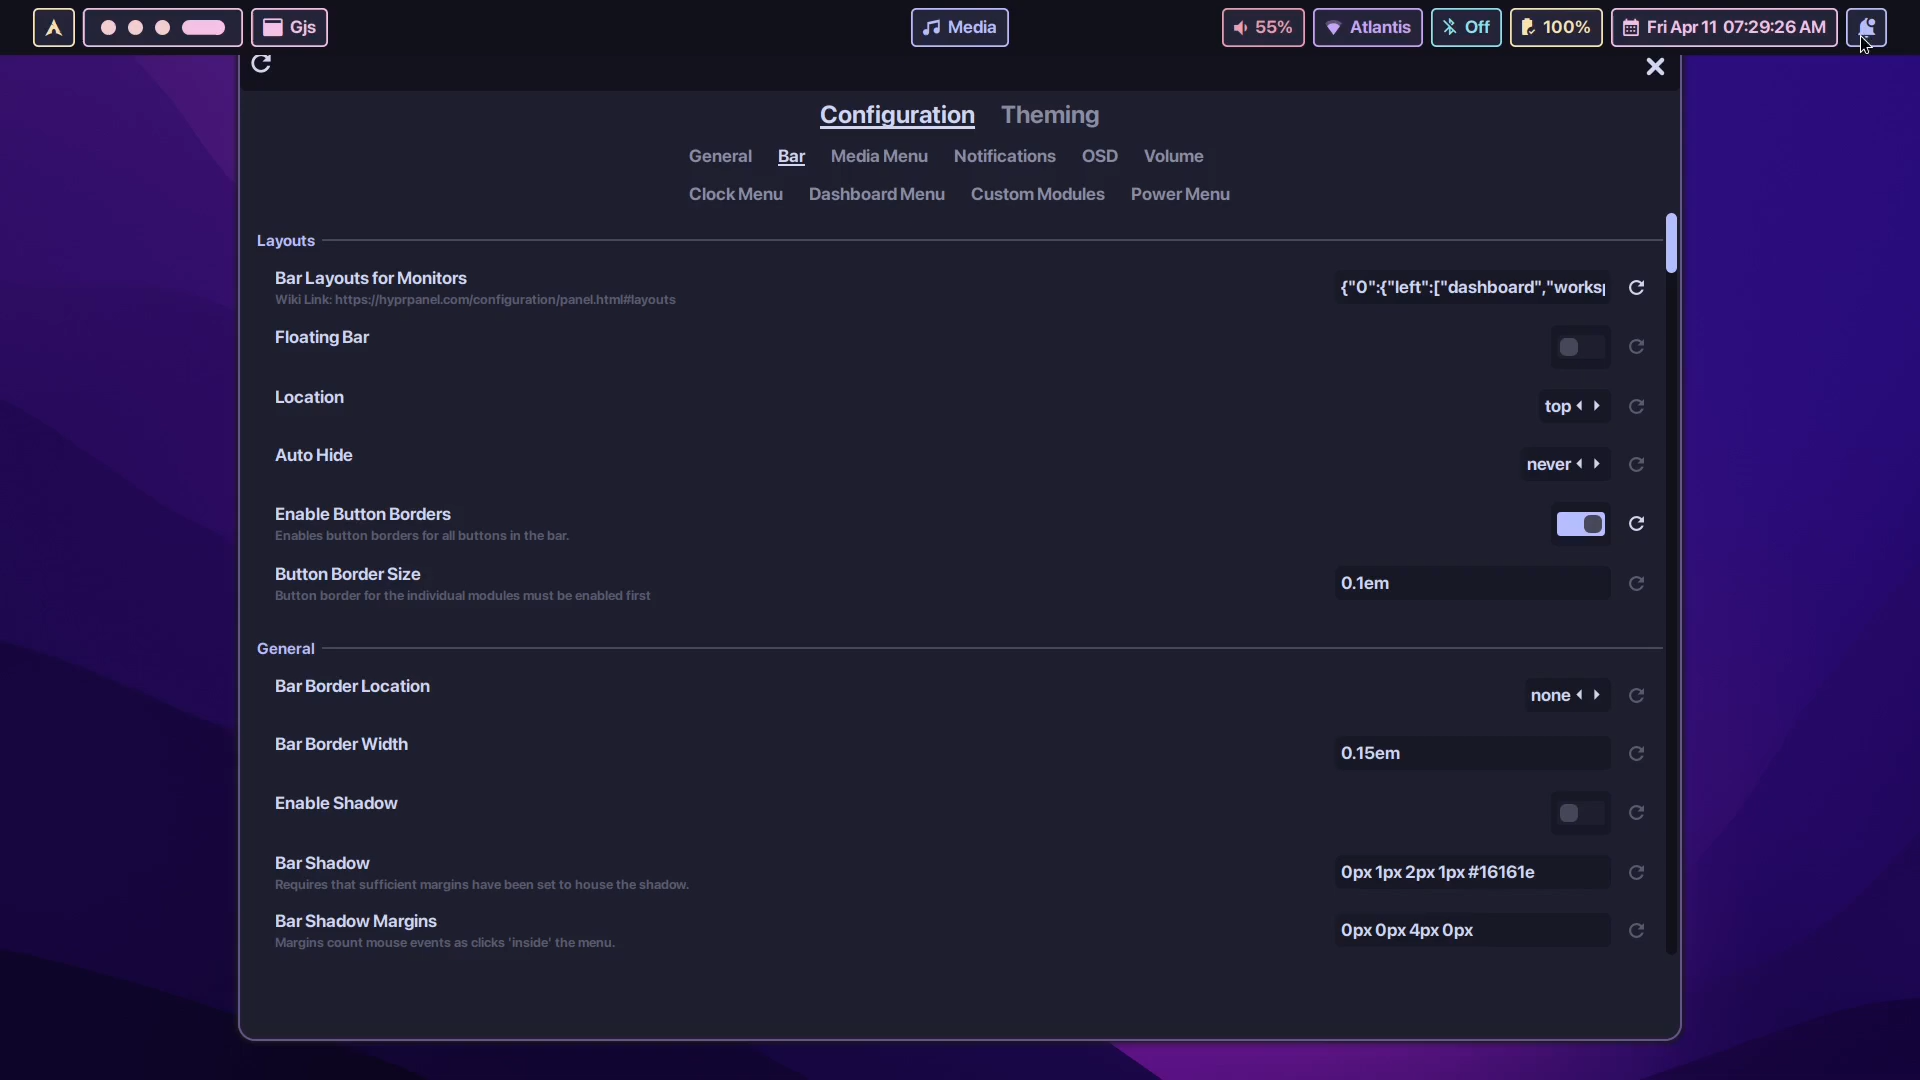 Gjs
Media
55%
Atlantis
Off
100%
Fri Apr 11 07:29:26 AM
Configuration Theming
General Bar Media Menu Notifications OSD Volume
Clock Menu Dashboard Menu Custom Modules Power Menu
Layouts
Bar Layouts for Monitors
Wiki Link: https://hyprpanel.com/configuration/panel.html#layouts
{"0":{"left":["dashboard","worksp
Floating Bar
Location
top
Auto Hide
never
Enable Button Borders
Enables button borders for all buttons in the bar.
Button Border Size
Button border for the individual modules must be enabled first
0.1em
General
Bar Border Location
none
Bar Border Width
0.15em
Enable Shadow
Bar Shadow
Requires that sufficient margins have been set to house the shadow.
0px 1px 2px 1px #16161e
Bar Shadow Margins
Margins count mouse events as clicks 'inside' the menu.
0px 0px 4px 0px